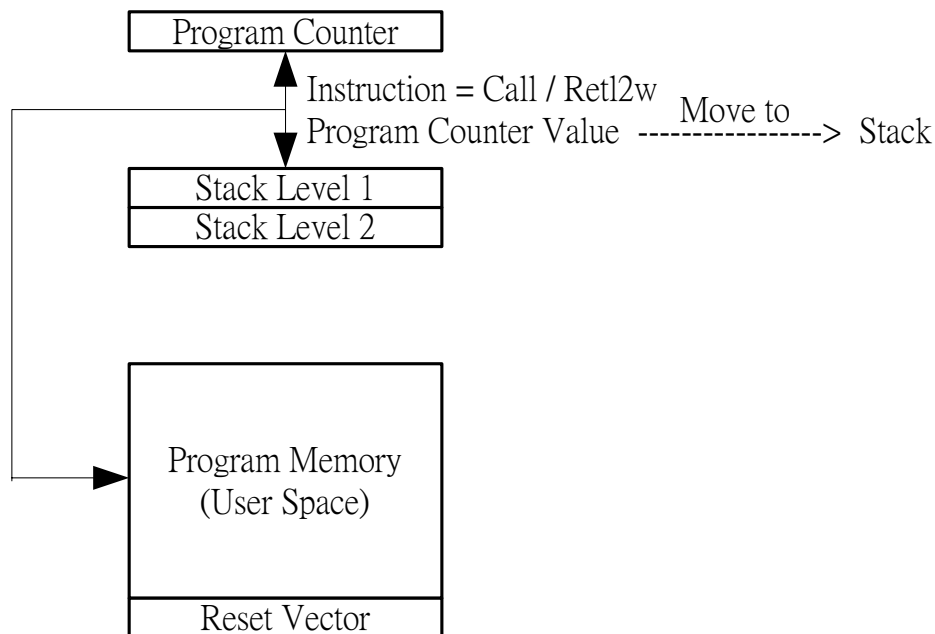 Program Counter
Instruction = Call / Retl2w
Program Counter Value --------------> Stack
Move to
Stack Level 1
Stack Level 2
Program Memory
(User Space)
Reset Vector